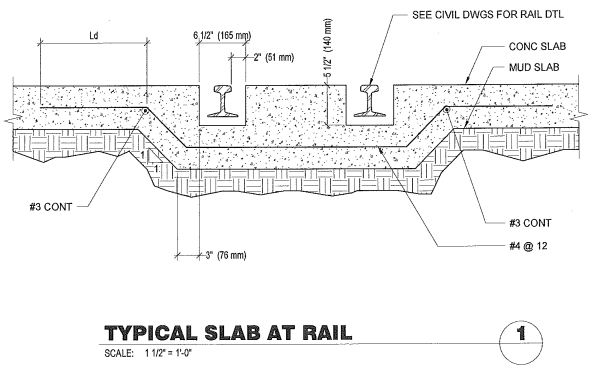 SEE CIVIL DWGS FOR RAIL DTL
Ld
6 1/2" (165 mm)
2" (51 mm)
5 1/2" (140 mm)
CONC SLAB
MUD SLAB
1
1
#3 CONT
#3 CONT
#4 @ 12
3" (76 mm)
TYPICAL SLAB AT RAIL
1
SCALE: 1 1/2" = 1'-0"